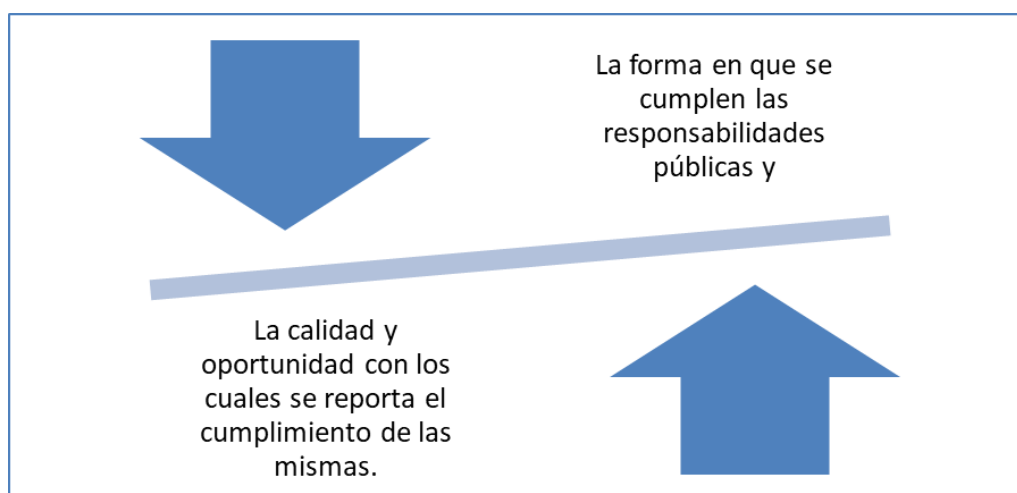 La forma en que se
cumplen las
responsabilidades
públicas y
La calidad y
oportunidad con los
cuales se reporta el
cumplimiento de las
mismas.